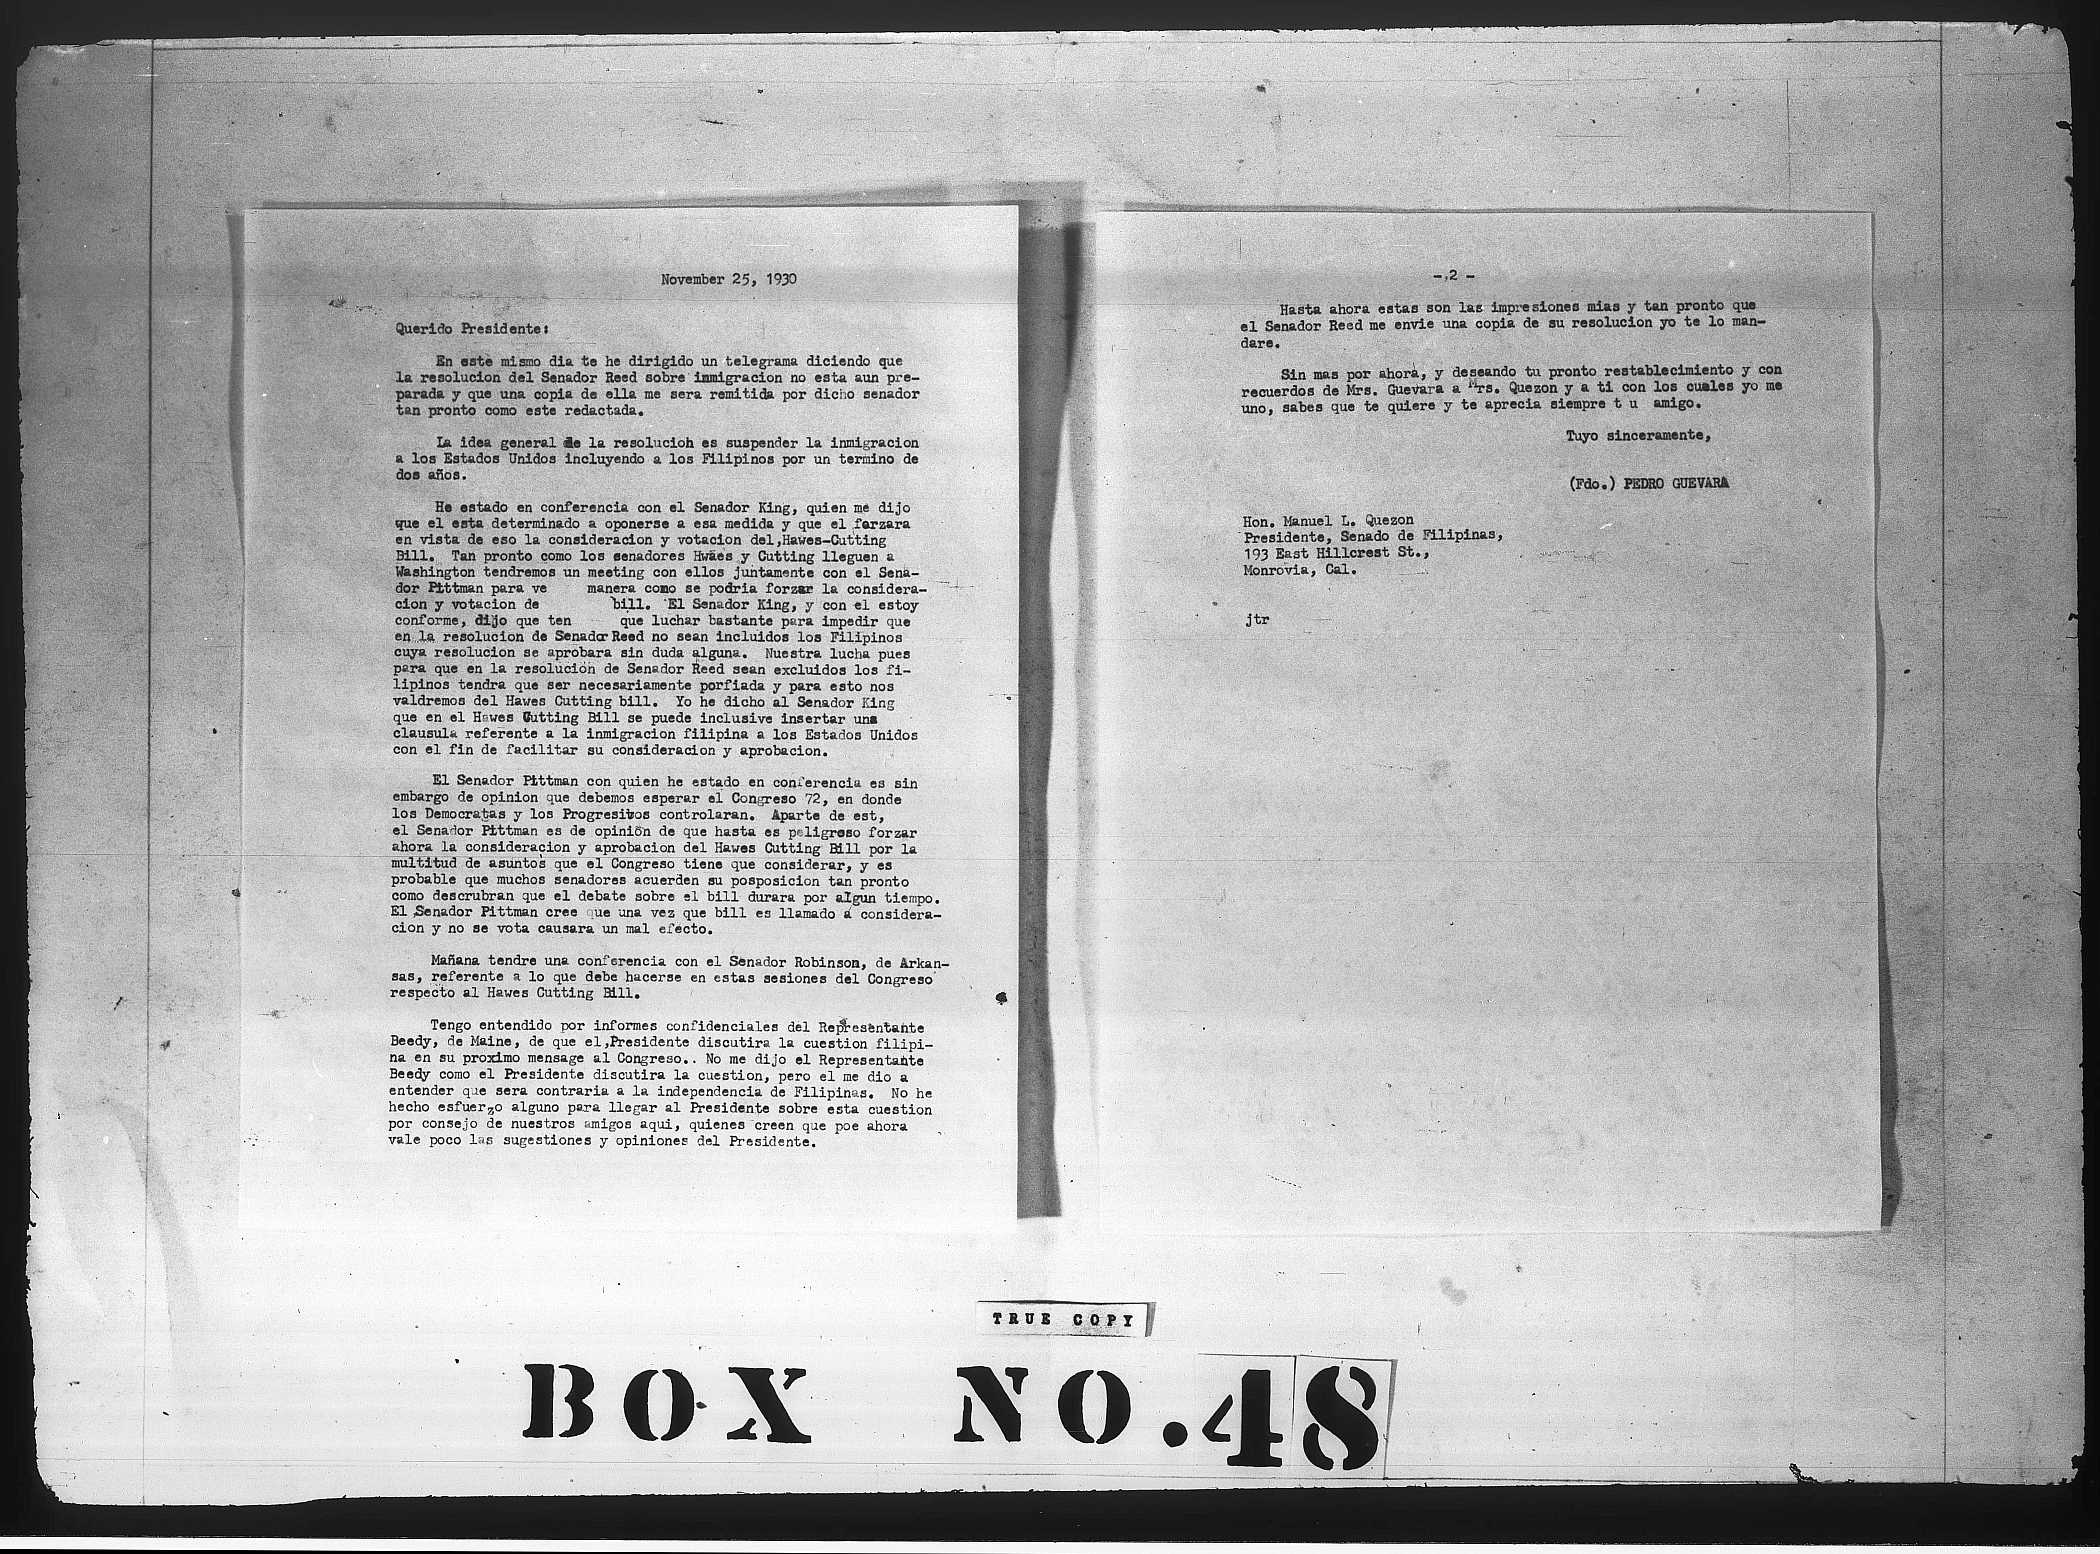 November 25, 1930
Querido Presidente:
En este mismo dia te he dirigido un telegrama diciendo que
la resolucion del Senador Reed sobre inmigracion no esta aun pre-
parada y que una copia de ella me sera remitida por dicho senador
tan pronto como este redactada.
La idea general de la resolucion es suspender la inmigracion
a los Estados Unidos incluyendo a los Filipinos por un termino de
dos años.
He estado en conferencia con el Senador King, quien me dijo
que el esta determinado a oponerse a esa medida y que el forzara
en vista de eso la consideracion y votacion del,Hawes-Cutting
Bill. Tan pronto como los senadores Hwaes y Cutting lleguen a
Washington tendremos un meeting con ellos juntamente con el Sena-
dor Pittman para ve manera como se podria forzar la considera-
cion y votacion de bill. El Senador King, y con el estoy
conforme, dijo que ten que luchar bastante para impedir que
en la resolucion de Senador Reed no sean incluidos los Filipinos
cuya resolucion se aprobara sin duda alguna. Nuestra lucha pues
para que en la resolución de Senador Reed sean excluidos los fi-
lipinos tendra que ser necesariamente porfiada y para esto nos
valdremos del Hawes Cutting bill. Yo he dicho al Senador King
que en el Hawes Cutting Bill se puede inclusive insertar una
clausula referente a la inmigracion filipina a los Estados Unidos
con el fin de facilitar su consideracion y aprobacion.
El Senador Pittman con quien he estado en conferencia es sin
embargo de opinion que debemos esperar el Congreso 72, en donde
los Democratas y los Progresivos controlaran. Aparte de est,
el Senador Pittman es de opinión de que hasta es peligroso forzar
ahora la consideracion y aprobacion del Hawes Cutting Bill por la
multitud de asuntos que el Congreso tiene que considerar, y es
probable que muchos senadores acuerden su posposicion tan pronto
como descrubran que el debate sobre el bill durara por algun tiempo.
El Senador Pittman cree que una vez que bill es llamado a considera-
cion y no se vota causara un mal efecto.
Mañana tendre una conferencia con el Senador Robinson, de Arkan-
sas, referente a lo que debe hacerse en estas sesiones del Congreso
respecto al Hawes Cutting Bill.
Tengo entendido por informes confidenciales del Representante
Beedy, de Maine, de que el,Presidente discutira la cuestion filipi-
na en su proximo mensage al Congreso.. No me dijo el Representante
Beedy como el Presidente discutira la cuestion, pero el me dio a
entender que sera contraria a la independencia de Filipinas. No he
hecho esfuerzo alguno para llegar al Presidente sobre esta cuestion
por consejo de nuestros amigos aqui, quienes creen que poe ahora
vale poco las sugestiones y opiniones del Presidente.
- 2 -
Hasta ahora estas son las impresiones mias y tan pronto que
el Senador Reed me envie una copia de su resolucion yo te lo man-
dare.
Sin mas por ahora, y deseando tu pronto restablecimiento y con
recuerdos de Mrs. Guevara a Mrs. Quezon y a ti con los cuales yo me
uno, sabes que te quiere y te aprecia siempre t u amigo.
Tuyo sinceramente,
(Fdo.) PEDRO GUEVARA
Hon. Manuel L. Quezon
Presidente, Senado de Filipinas,
193 East Hillcrest St.,
Monrovia, Cal.
jtr
TRUE COPY
BOX NO. 48